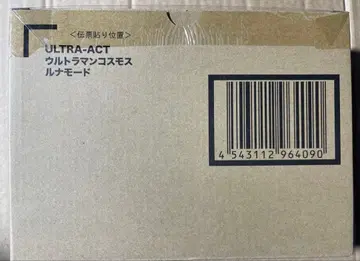 <伝票貼り位置>
ULTRA-ACT
ウルトラマンコスモス
ルナモード
4 543112 964090